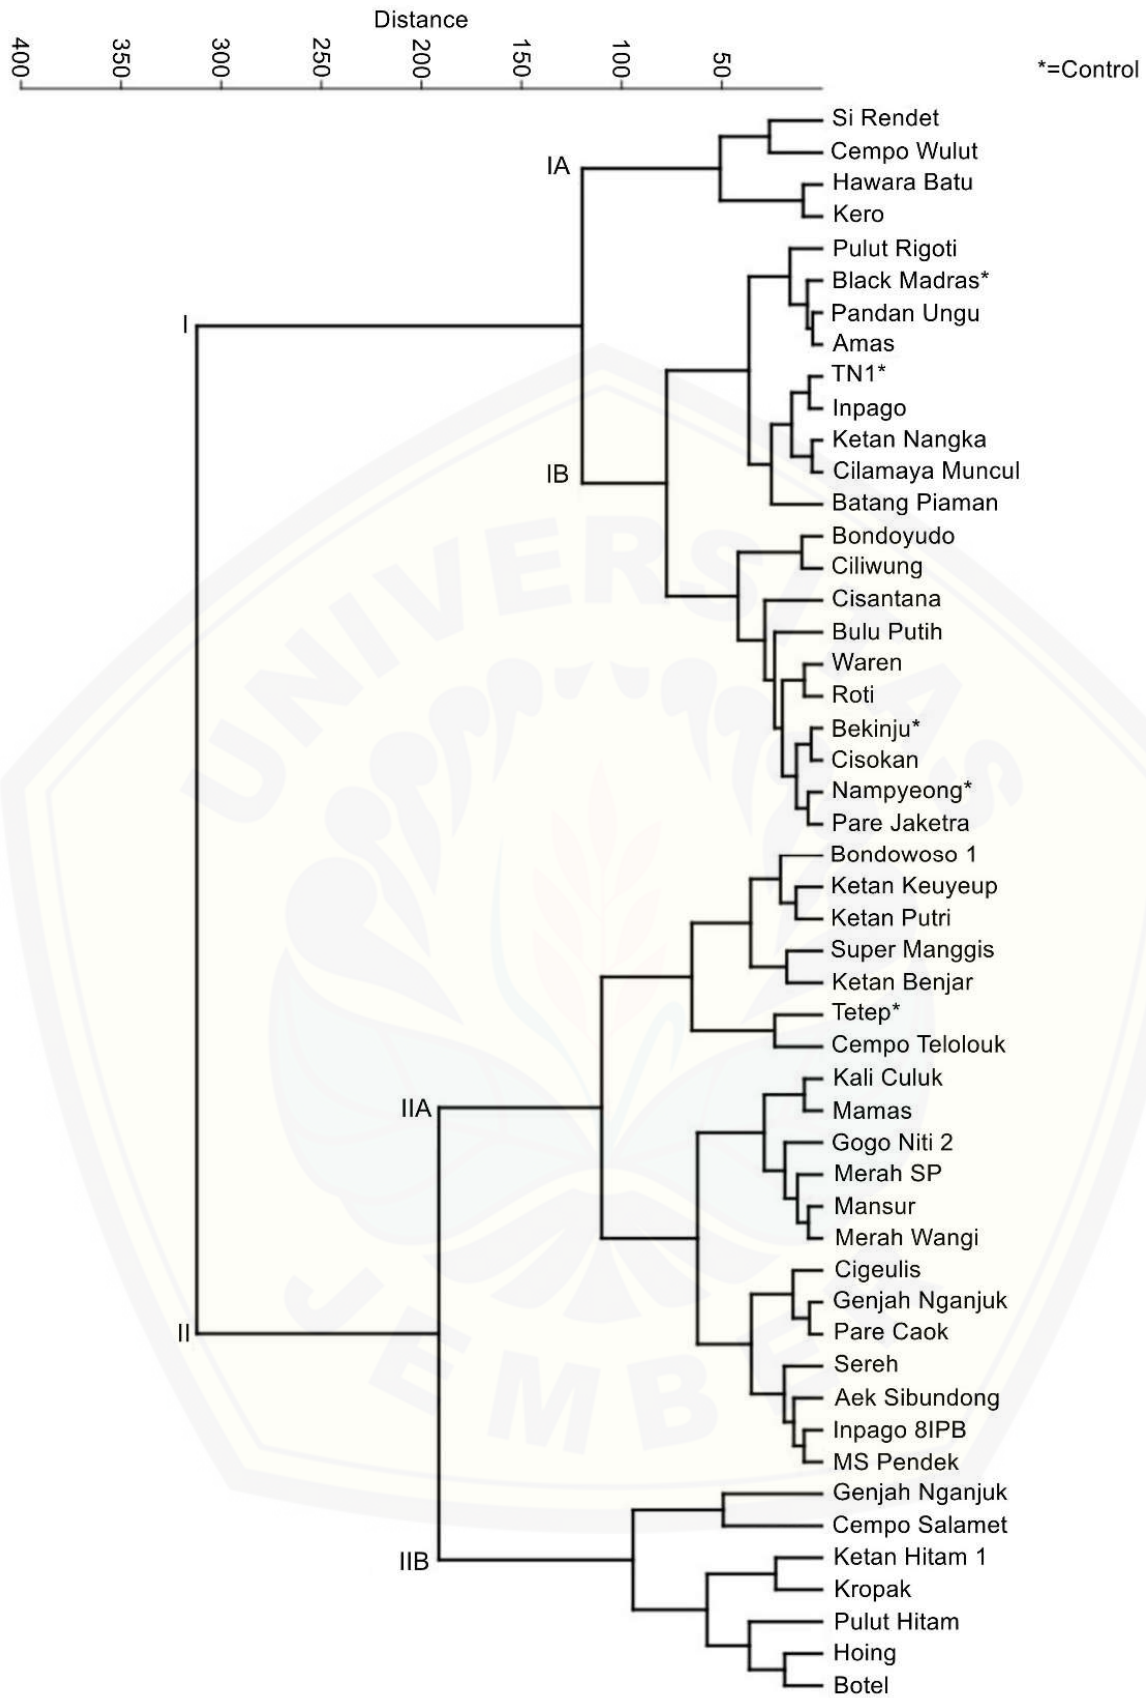 Distance
400 350 300 250 200 150 100 50
*=Control
Si Rendet
Cempo Wulut
IA
Hawara Batu
Kero
Pulut Rigoti
Black Madras*
Pandan Ungu
I
Amas
TN1*
Inpago
Ketan Nangka
Cilamaya Muncul
IB
Batang Piaman
Bondoyudo
Ciliwung
Cisantana
Bulu Putih
Waren
Roti
Bekinju*
Cisokan
Nampyeong*
Pare Jaketra
Bondowoso 1
Ketan Keuyeup
Ketan Putri
Super Manggis
Ketan Benjar
Tetep*
Cempo Telolouk
Kali Culuk
IIA
Mamas
Gogo Niti 2
Merah SP
Mansur
Merah Wangi
Cigeulis
Genjah Nganjuk
II
Pare Caok
Sereh
Aek Sibundong
Inpago 8IPB
MS Pendek
Genjah Nganjuk
Cempo Salamet
IIB
Ketan Hitam 1
Kropak
Pulut Hitam
Hoing
Botel
UNIVERSITAS
JEMBER